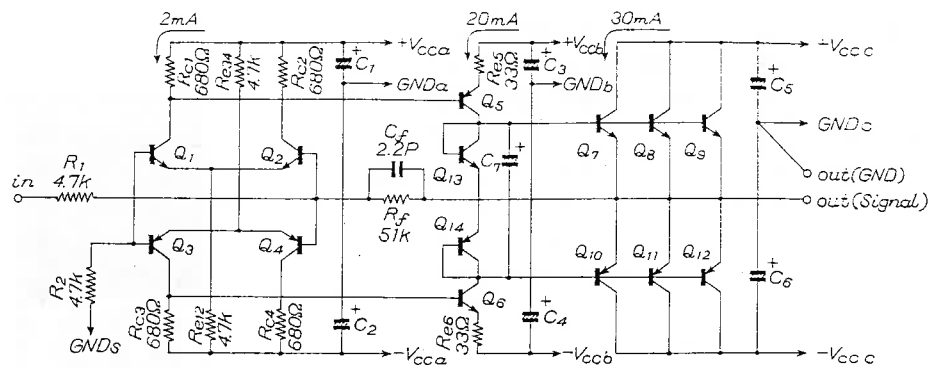 2mA
20mA
30mA
+Vcca
+Vccb
+Vccc
Rc1
680Ω
Re34
4.7k
Rc2
680Ω
C1
+
GNDa
Re5
33Ω
C3
+
GNDb
Q5
C5
+
GNDc
Q1
Q2
Cf
2.2P
C7
+
Q7
Q8
Q9
R1
4.7k
in
Q13
out(GND)
out(Signal)
Rf
51k
Q14
Q3
Q4
Q10
Q11
Q12
R2
4.7k
GNDs
Rc3
680Ω
Re12
4.7k
Rc4
680Ω
C2
+
Q6
Re6
33Ω
C4
+
C6
+
-Vcca
-Vccb
-Vccc